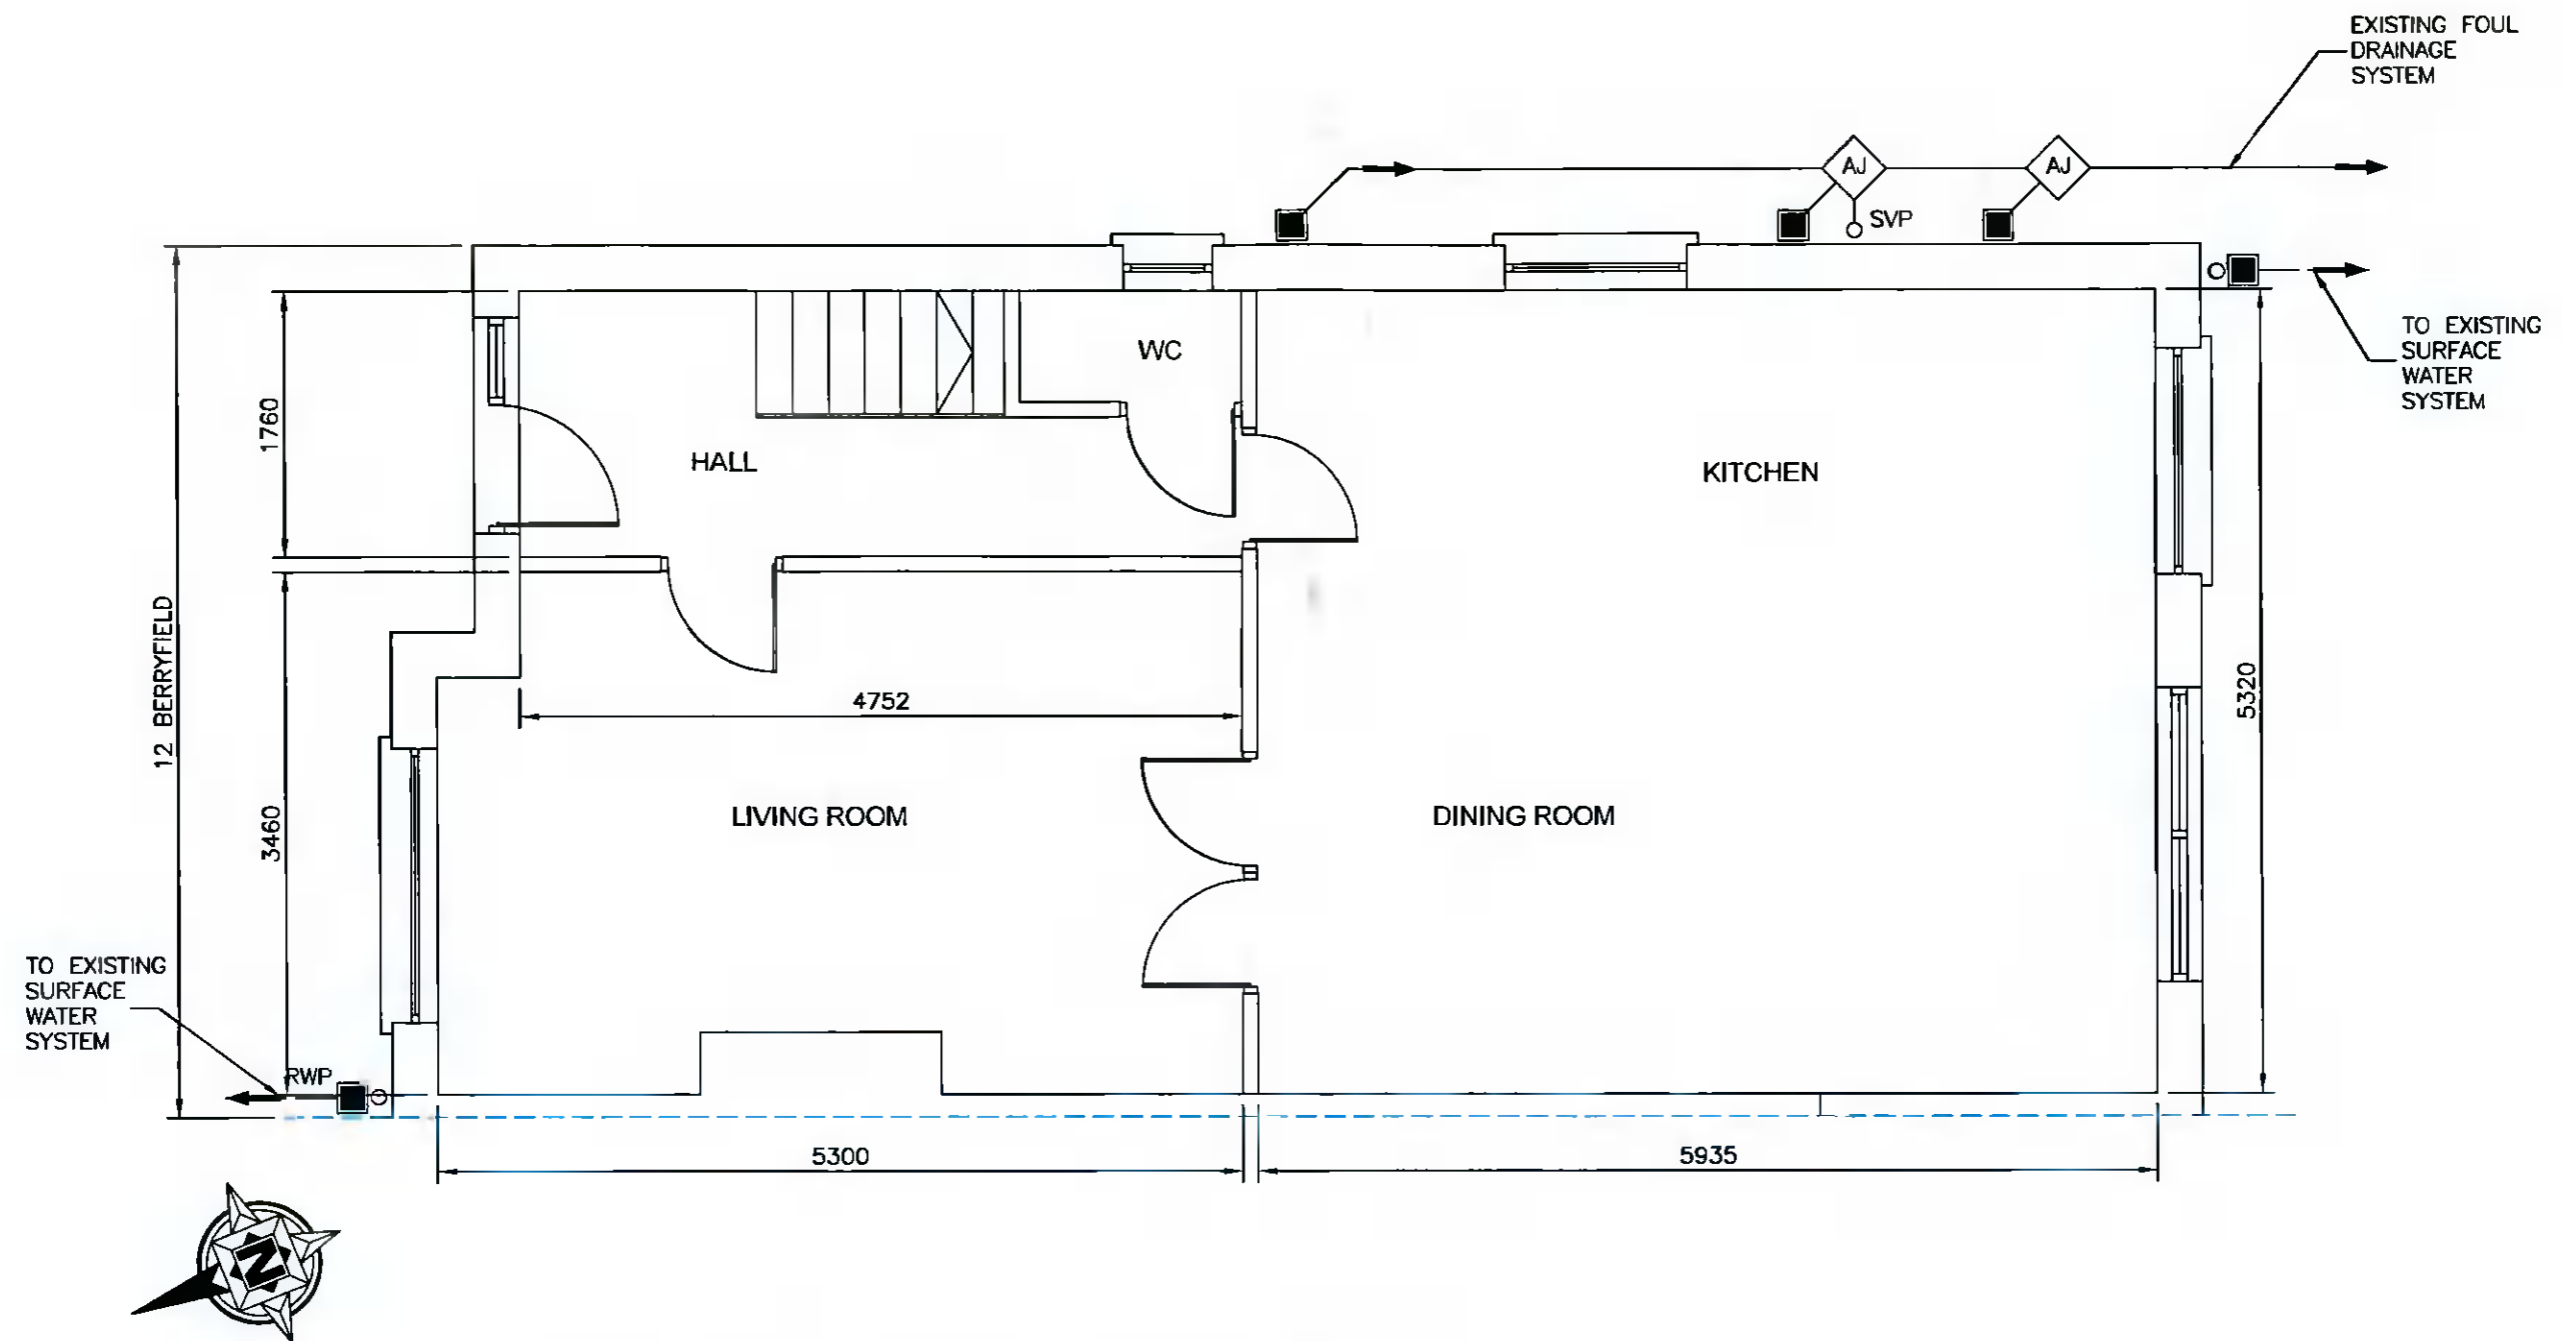 EXISTING FOUL
DRAINAGE
SYSTEM
AJ
AJ
SVP
TO EXISTING
SURFACE
WATER
SYSTEM
WC
1760
HALL
KITCHEN
12 BERRYFIELD
4752
5320
3460
LIVING ROOM
DINING ROOM
TO EXISTING
SURFACE
WATER
SYSTEM
RWP
5300
5935
N